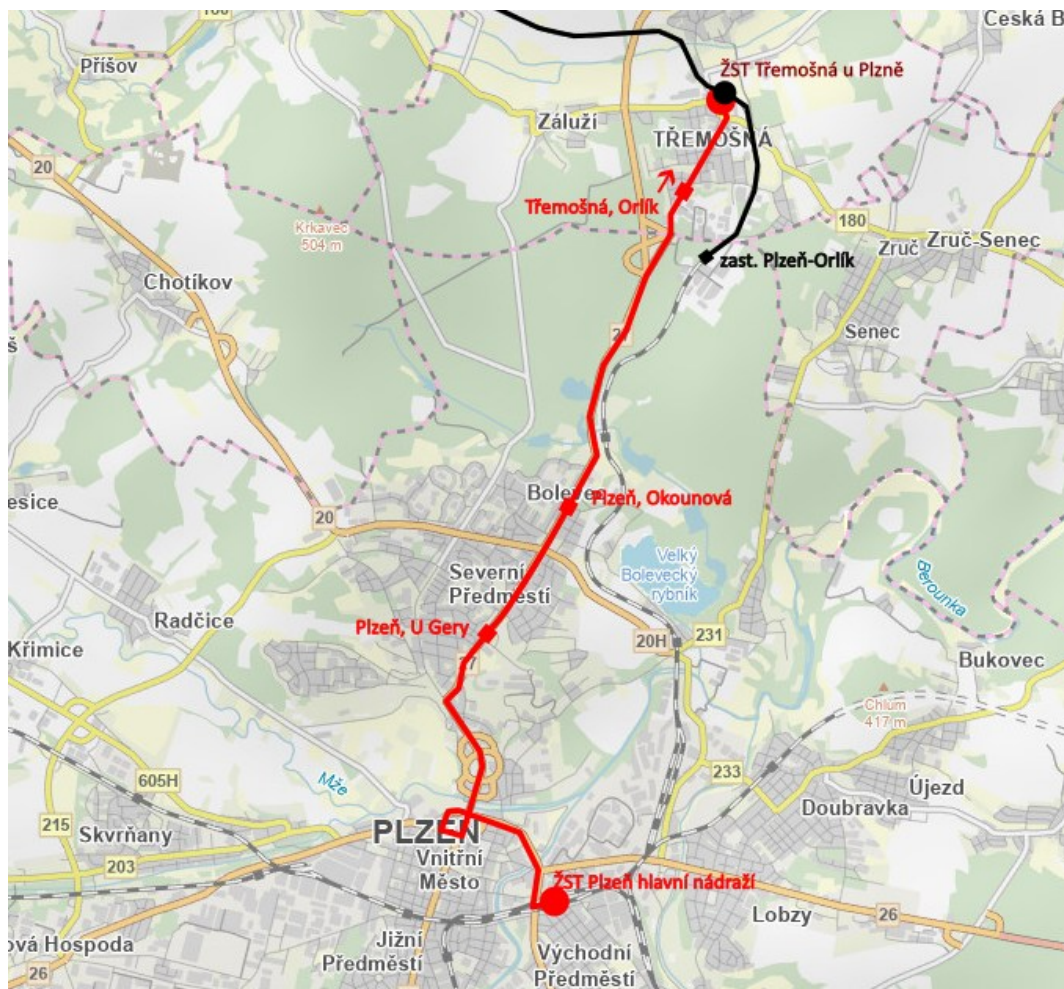 180
Česká B
Příšov
ŽST Třemošná u Plzně
Záluží
TŘEMOŠNÁ
20
Třemošná, Orlík
Krkavec
504 m
180
Zruč
Zruč-Senec
zast. Plzeň-Orlík
Chotíkov
Senec
š
Bolevec
Plzeň, Okounová
esice
20
Velký
Bolevecký
rybník
Severní
Předměstí
Berounka
Radčice
Plzeň, U Gery
20H
231
Křimice
Bukovec
Chlum
417 m
605H
Mže
233
Újezd
Doubravka
215
Skvrňany
PLZEŇ
203
Vnitřní
Město
ŽST Plzeň hlavní nádraží
Lobzy
26
ová Hospoda
Jižní
Předměstí
Východní
Předměstí
26